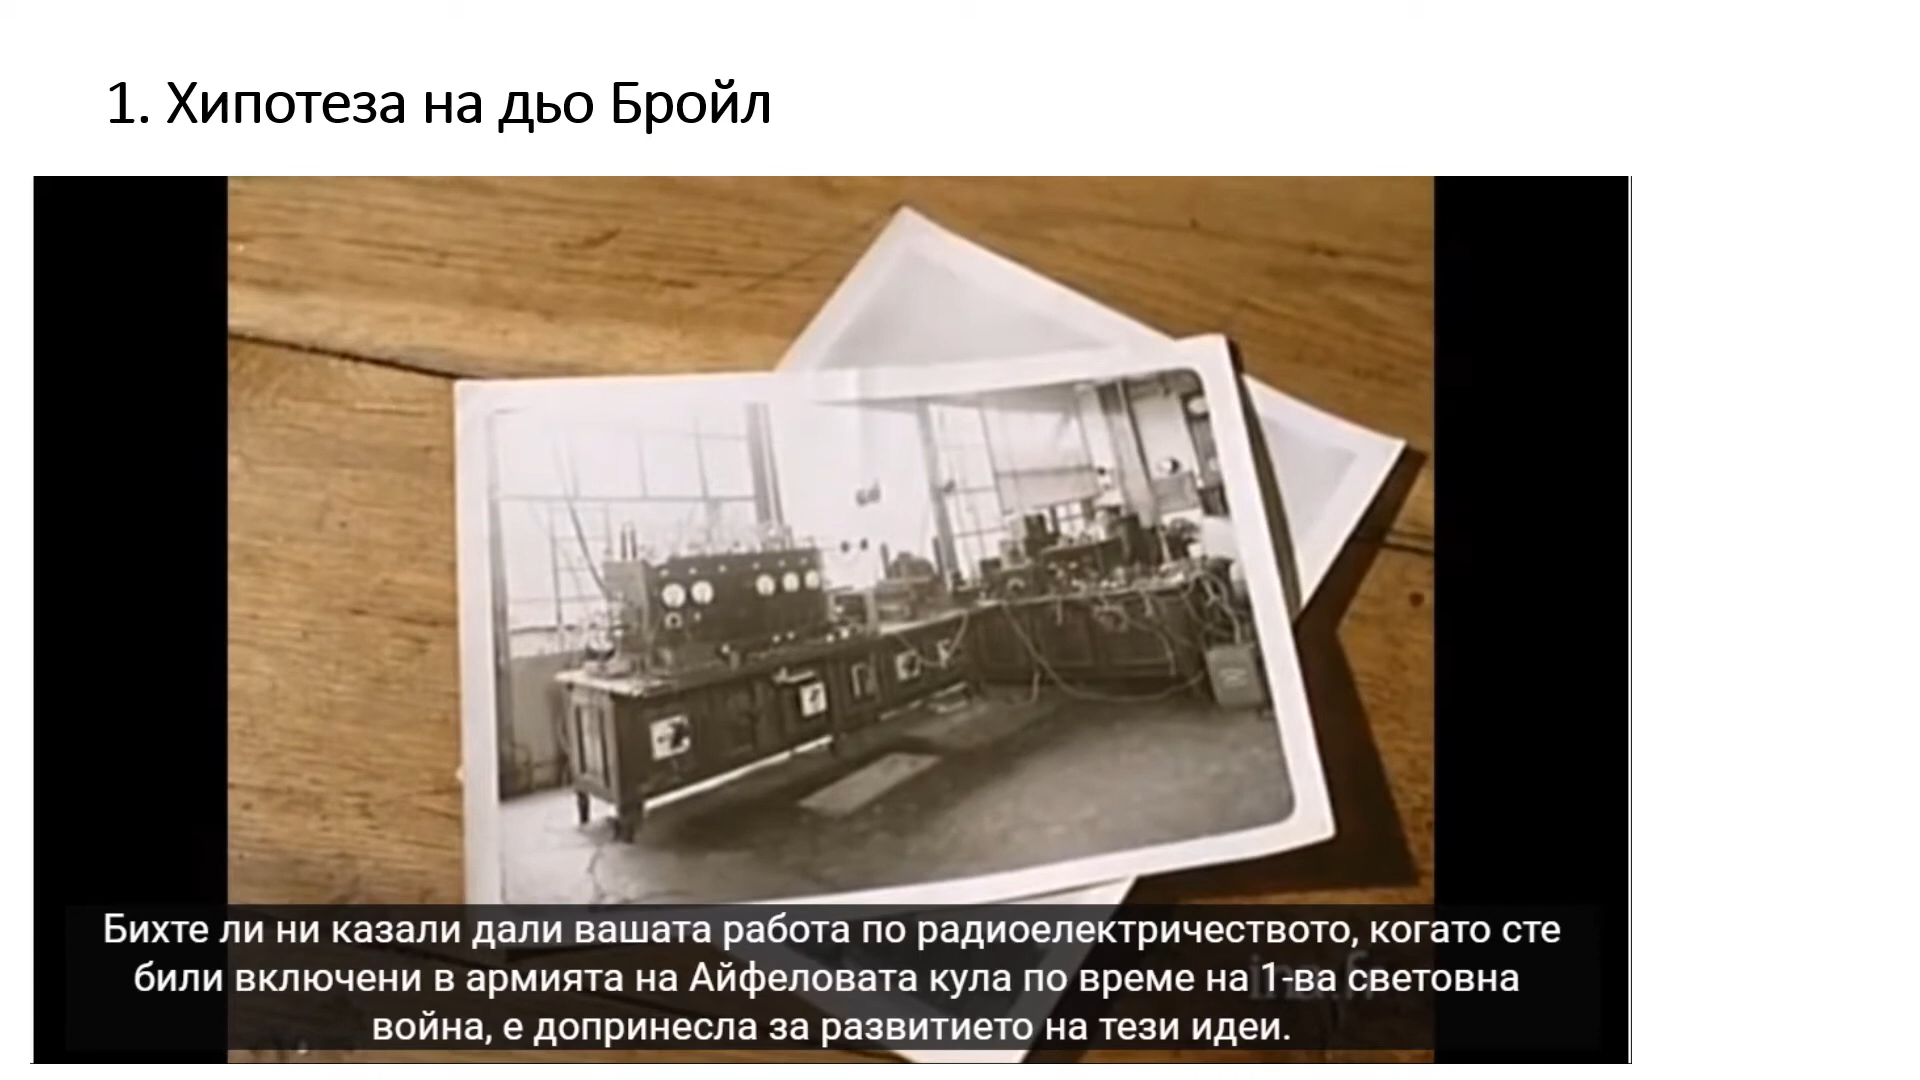 1. Хипотеза на дьо Бройл
Бихте ли ни казали дали вашата работа по радиоелектричеството, когато сте
били включени в армията на Айфеловата кула по време на 1-ва световна
война, е допринесла за развитието на тези идеи.